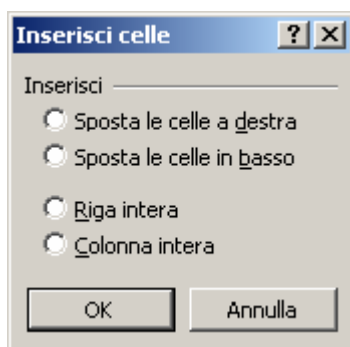 Inserisci celle
Inserisci
Sposta le celle a destra
Sposta le celle in basso
Riga intera
Colonna intera
OK Annulla